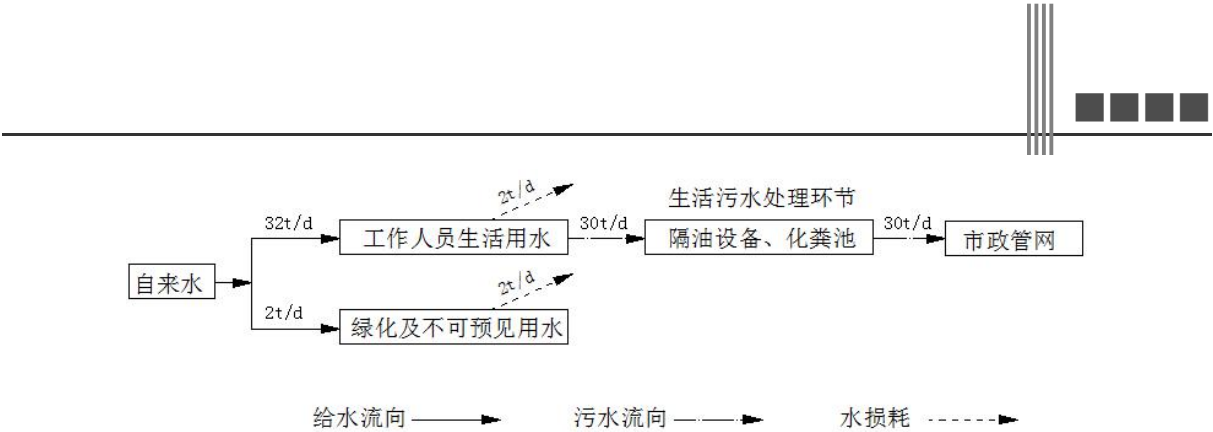 2t/d
生活污水处理环节
32t/d
30t/d
30t/d
工作人员生活用水
隔油设备、化粪池
市政管网
自来水
2t/d
2t/d
绿化及不可预见用水
给水流向
污水流向
水损耗